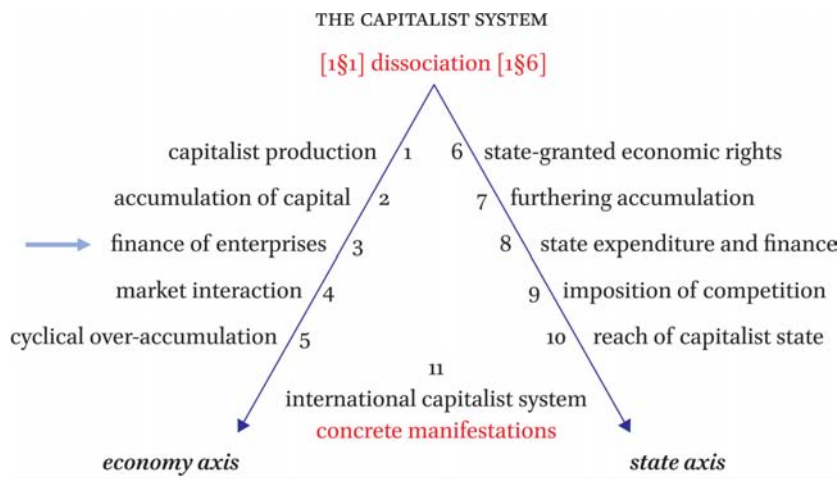 THE CAPITALIST SYSTEM
[1§1] dissociation [1§6]
capitalist production 1 6 state-granted economic rights
accumulation of capital 2 7 furthering accumulation
finance of enterprises 3 8 state expenditure and finance
market interaction 4 9 imposition of competition
cyclical over-accumulation 5 10 reach of capitalist state
11
international capitalist system
concrete manifestations
economy axis state axis